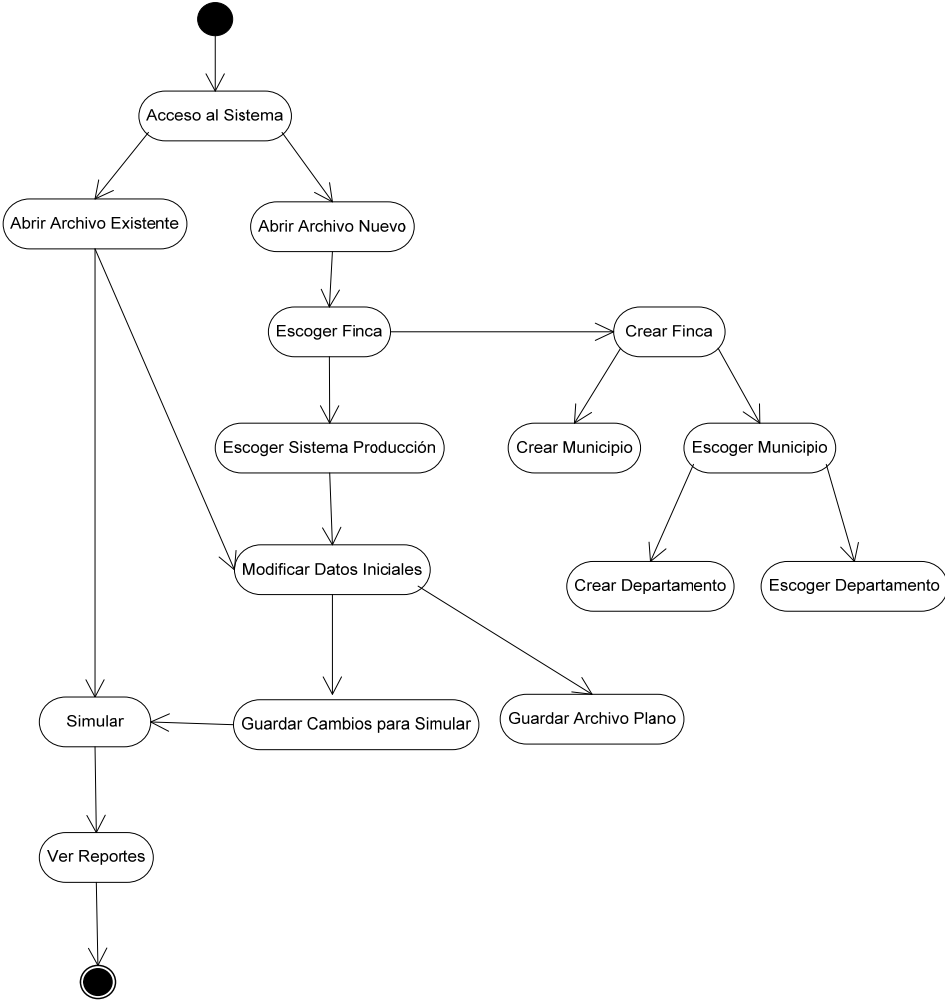 Acceso al Sistema
Abrir Archivo Existente
Abrir Archivo Nuevo
Escoger Finca
Crear Finca
Escoger Sistema Producción
Crear Municipio
Escoger Municipio
Modificar Datos Iniciales
Crear Departamento
Escoger Departamento
Simular
Guardar Cambios para Simular
Guardar Archivo Plano
Ver Reportes